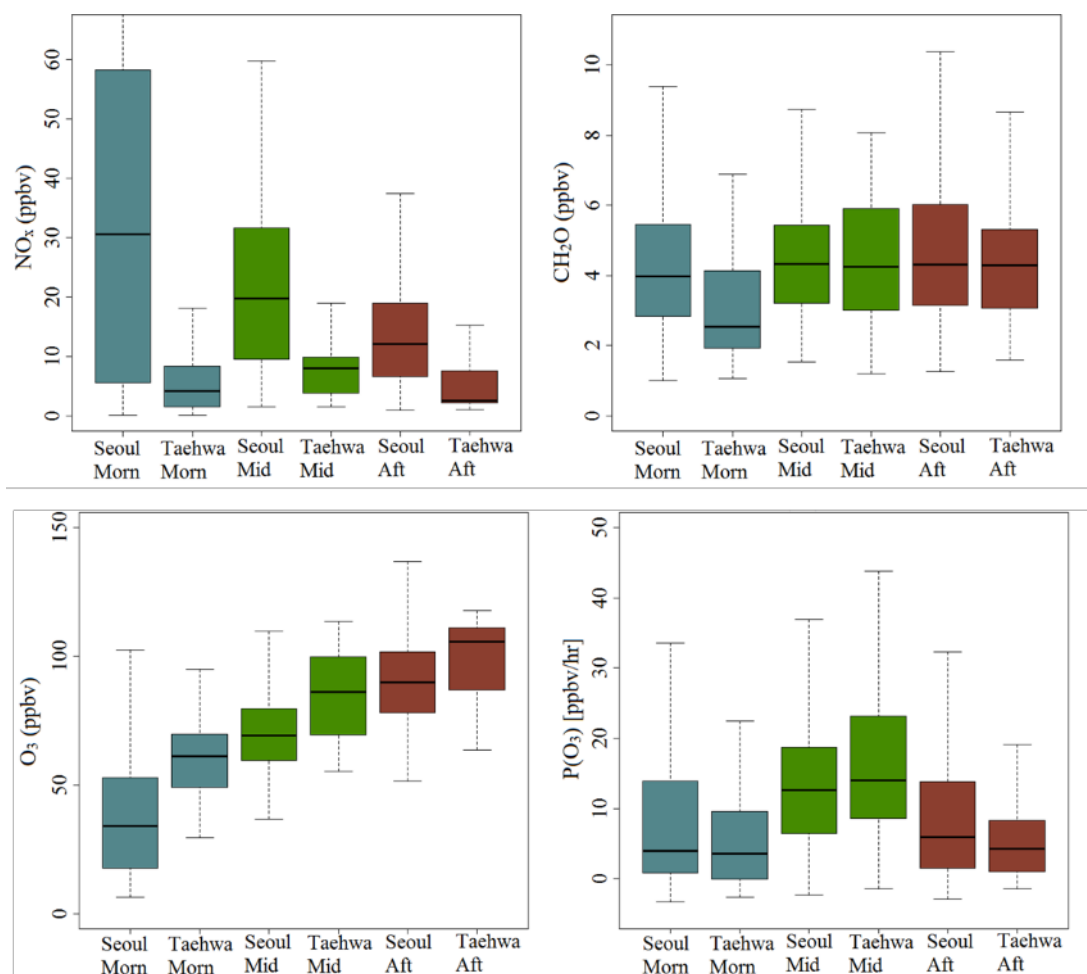 NOₓ (ppbv)
60
50
40
30
20
10
0
Seoul Taehwa Seoul Taehwa Seoul Taehwa
Morn Morn Mid Mid Aft Aft
CH₂O (ppbv)
10
8
6
4
2
0
Seoul Taehwa Seoul Taehwa Seoul Taehwa
Morn Morn Mid Mid Aft Aft
O₃ (ppbv)
150
100
50
0
Seoul Taehwa Seoul Taehwa Seoul Taehwa
Morn Morn Mid Mid Aft Aft
P(O₃) [ppbv/hr]
50
40
30
20
10
0
Seoul Taehwa Seoul Taehwa Seoul Taehwa
Morn Morn Mid Mid Aft Aft